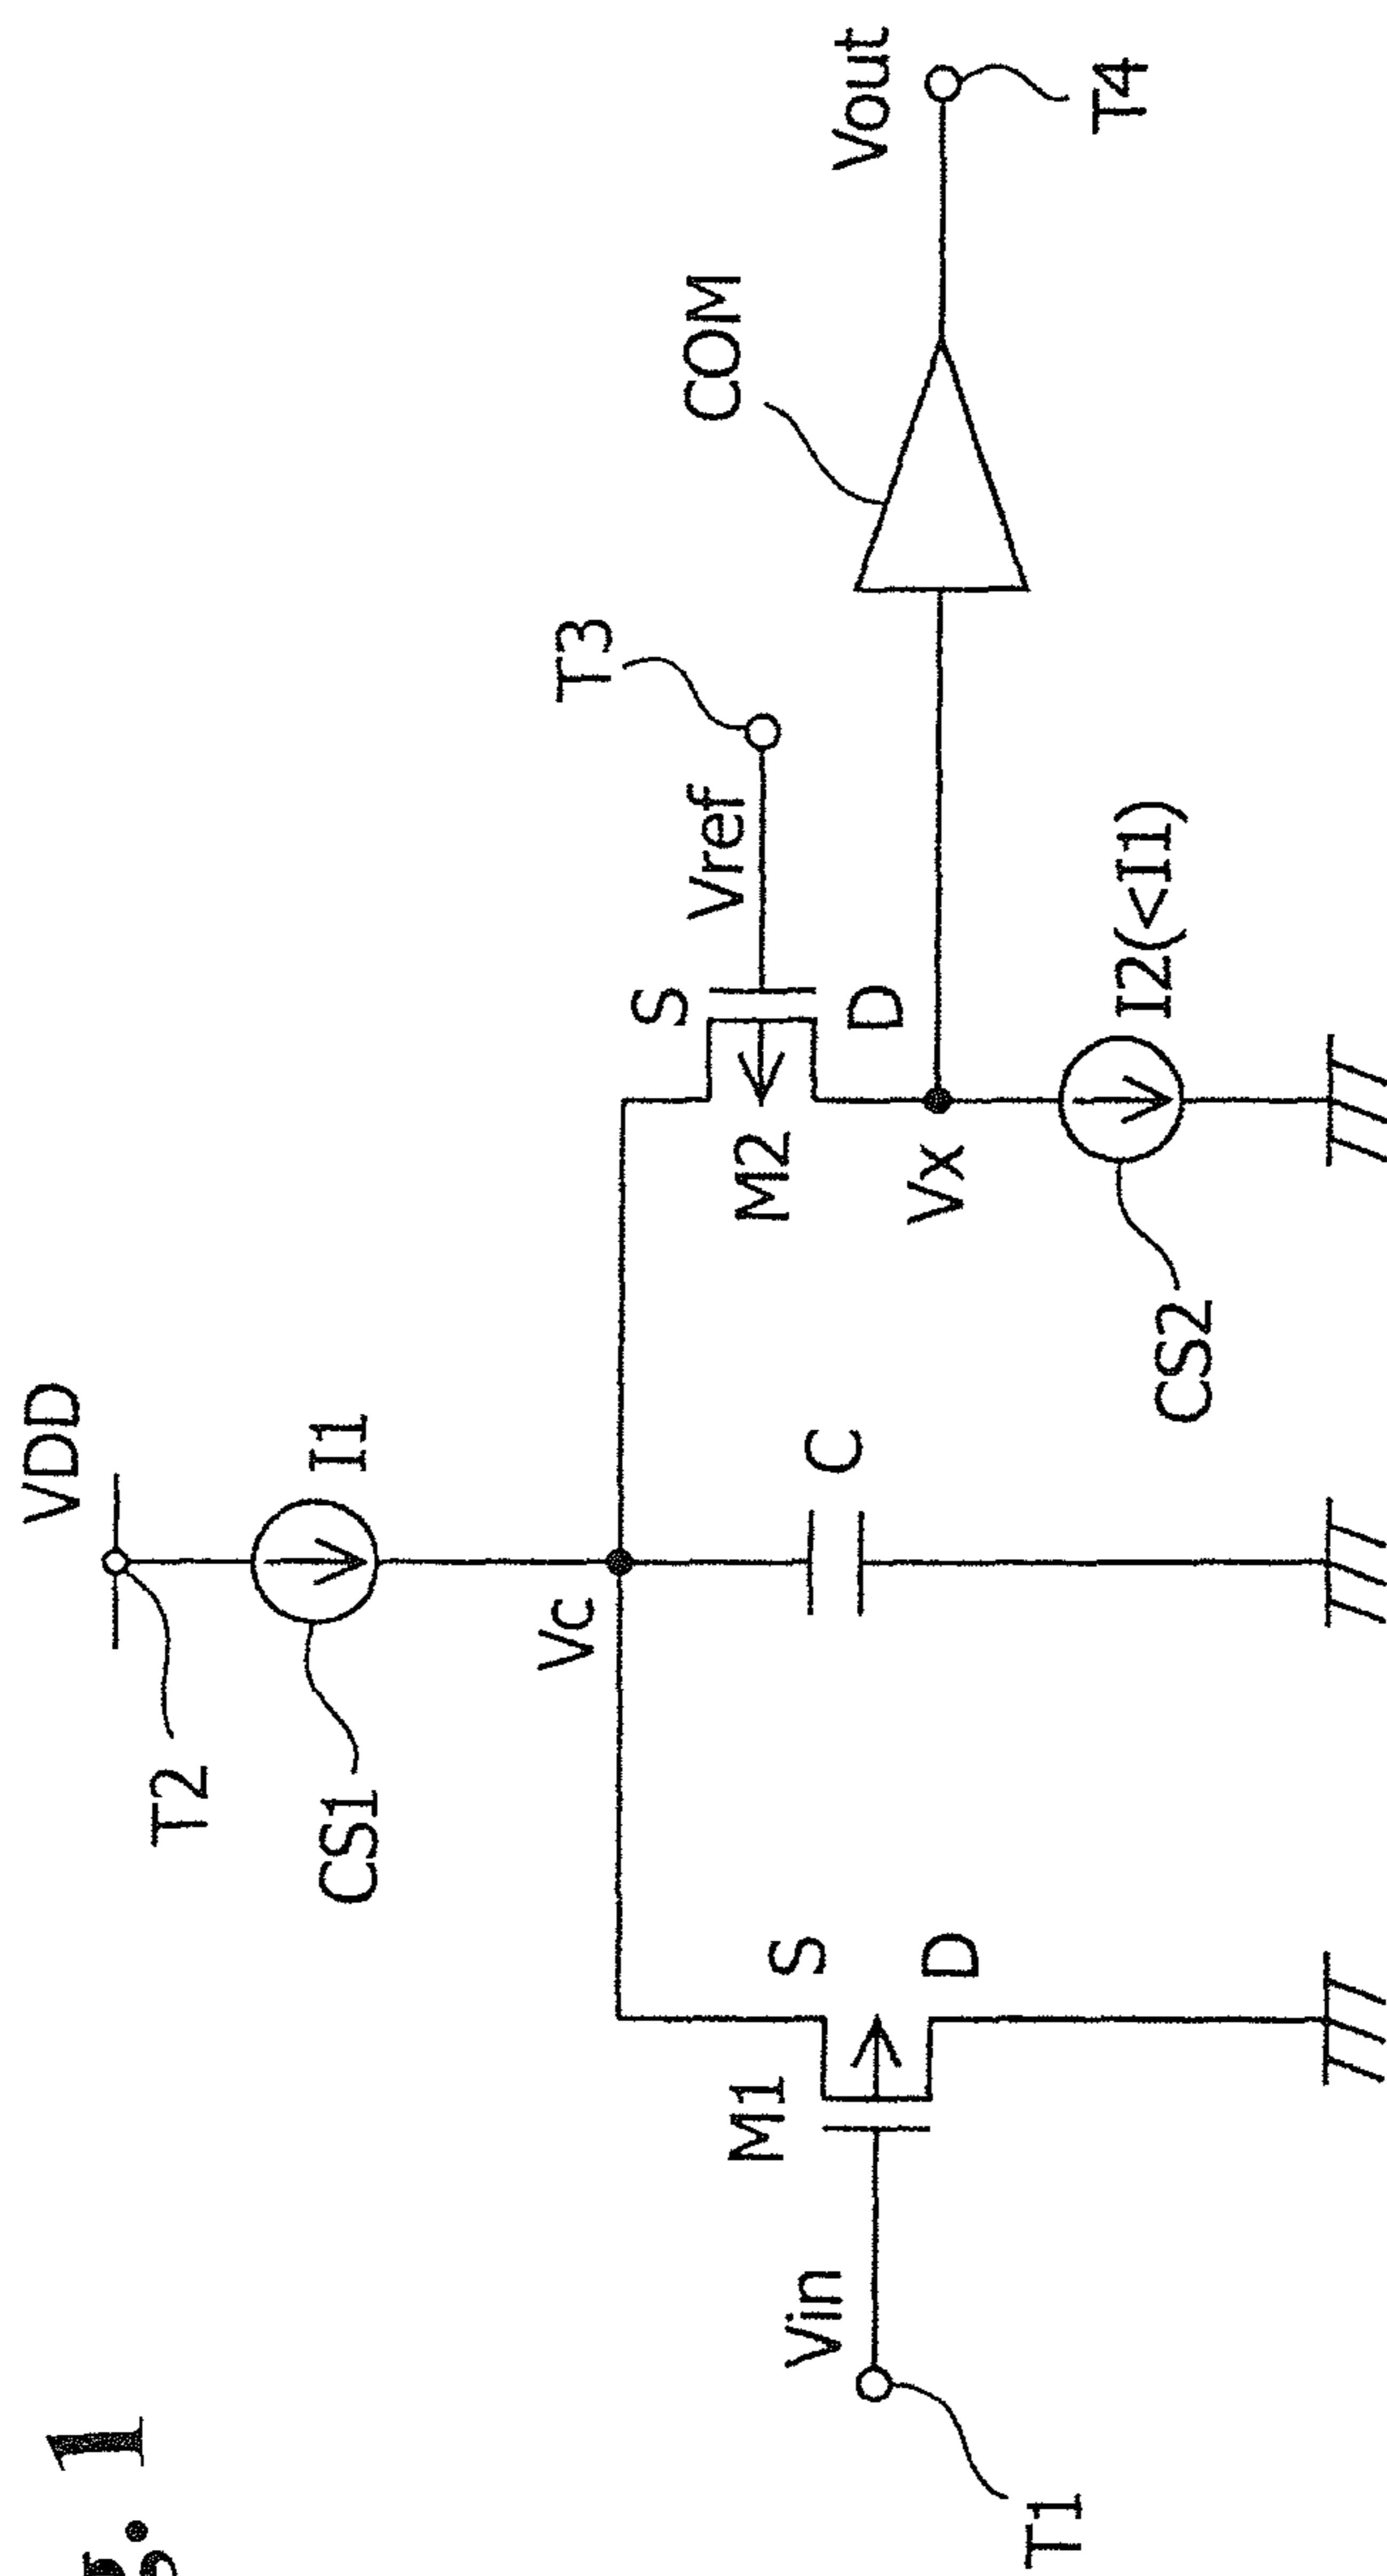 VDD
T2
I1
CS1
Vc
S
M1
D
Vin
T1
C
S
M2
D
Vref
T3
Vx
I2(<I1)
CS2
COM
Vout
T4